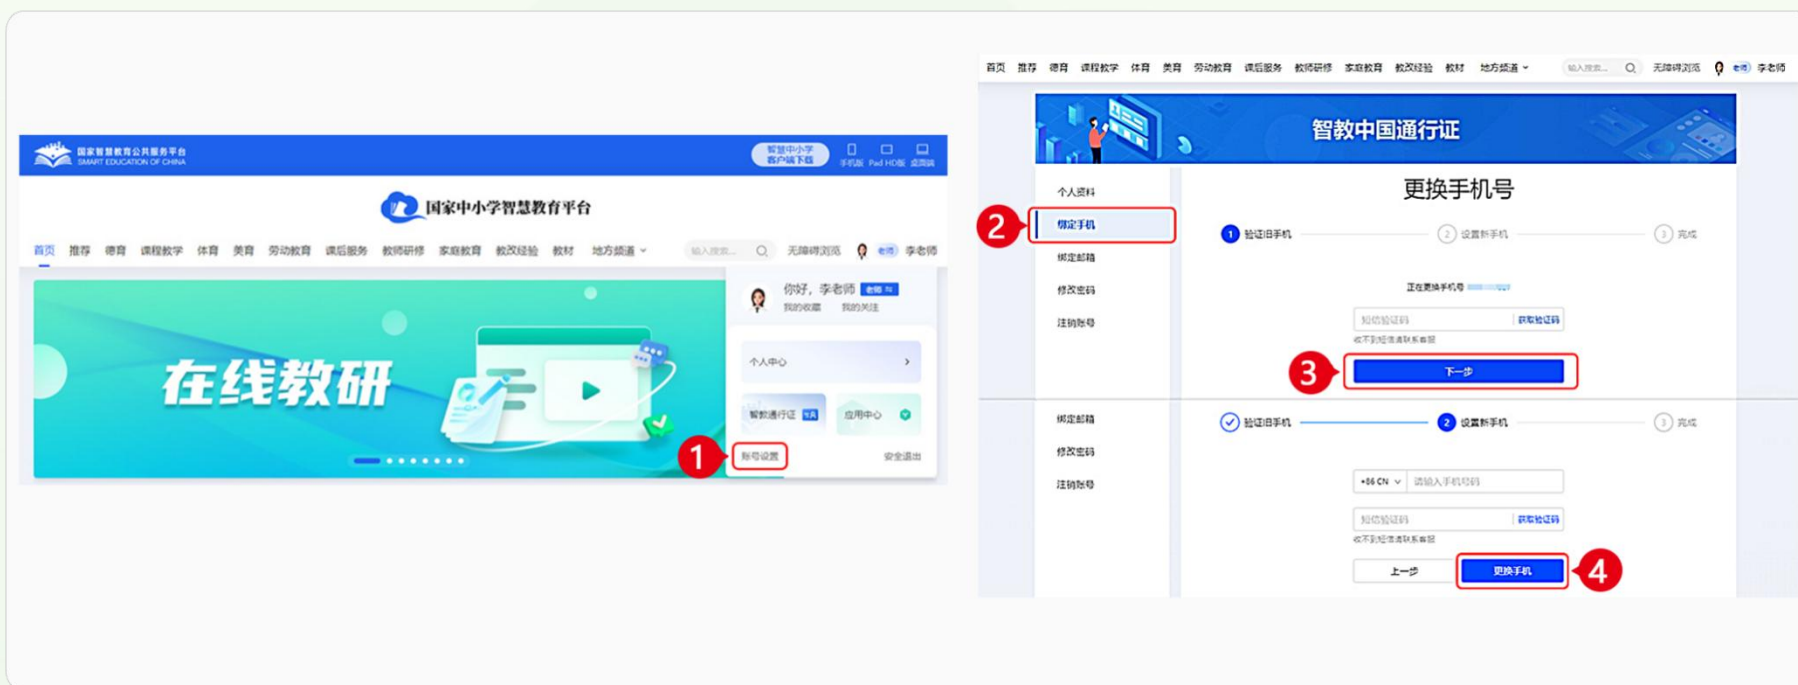 国家智慧教育公共服务平台
SMART EDUCATION OF CHINA
智慧中小学
客户端下载
手机版 Pad HD版 桌面端
国家中小学智慧教育平台
首页 推荐 德育 课程教学 体育 美育 劳动教育 课后服务 教师研修 家庭教育 教改经验 教材 地方频道 输入搜索... 无障碍浏览 老师 李老师
你好，李老师 老师
我的收藏 我的关注
在线教研
个人中心
智教通行证 应用中心
1 账号设置 安全退出
首页 推荐 德育 课程教学 体育 美育 劳动教育 课后服务 教师研修 家庭教育 教改经验 教材 地方频道 输入搜索... 无障碍浏览 老师 李老师
智教中国通行证
个人资料
2 绑定手机
绑定邮箱
修改密码
注销账号
更换手机号
1 验证旧手机 2 设置新手机 3 完成
正在更换手机号
短信验证码 获取验证码
收不到短信请联系客服
3 下一步
绑定邮箱
修改密码
注销账号
验证旧手机 2 设置新手机 3 完成
+86 CN 请输入手机号码
短信验证码 获取验证码
收不到短信请联系客服
上一步 更换手机 4